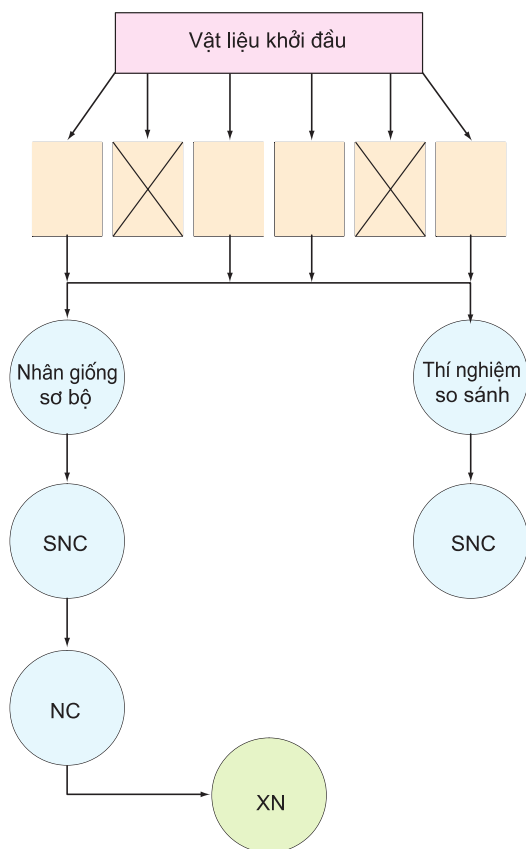 Vật liệu khởi đầu
Nhân giống
sơ bộ
Thí nghiệm
so sánh
SNC
SNC
NC
XN